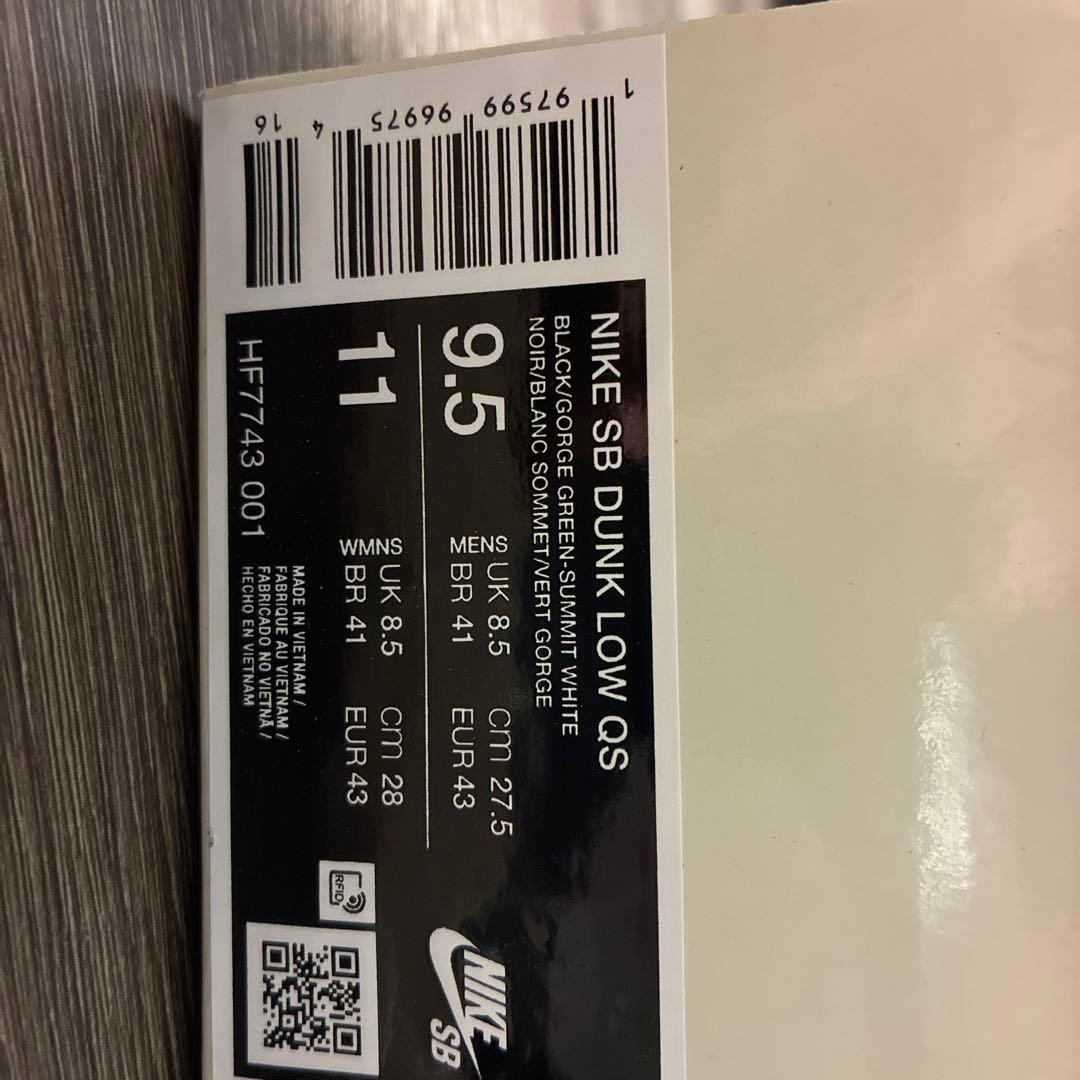 NIKE SB DUNK LOW QS
BLACK/GORGE GREEN-SUMMIT WHITE
NOIR/BLANC SOMMET/VERT GORGE
9.5
MENS
UK 8.5 cm 27.5
BR 41 EUR 43
11
WMNS
UK 8.5 cm 28
BR 41 EUR 43
HF7743 001
MADE IN VIETNAM /
FABRIQUE AU VIETNAM /
FABRICADO NO VIETNÃ /
HECHO EN VIETNAM
RFID
NIKE
SB
1 97599 96975 4 16